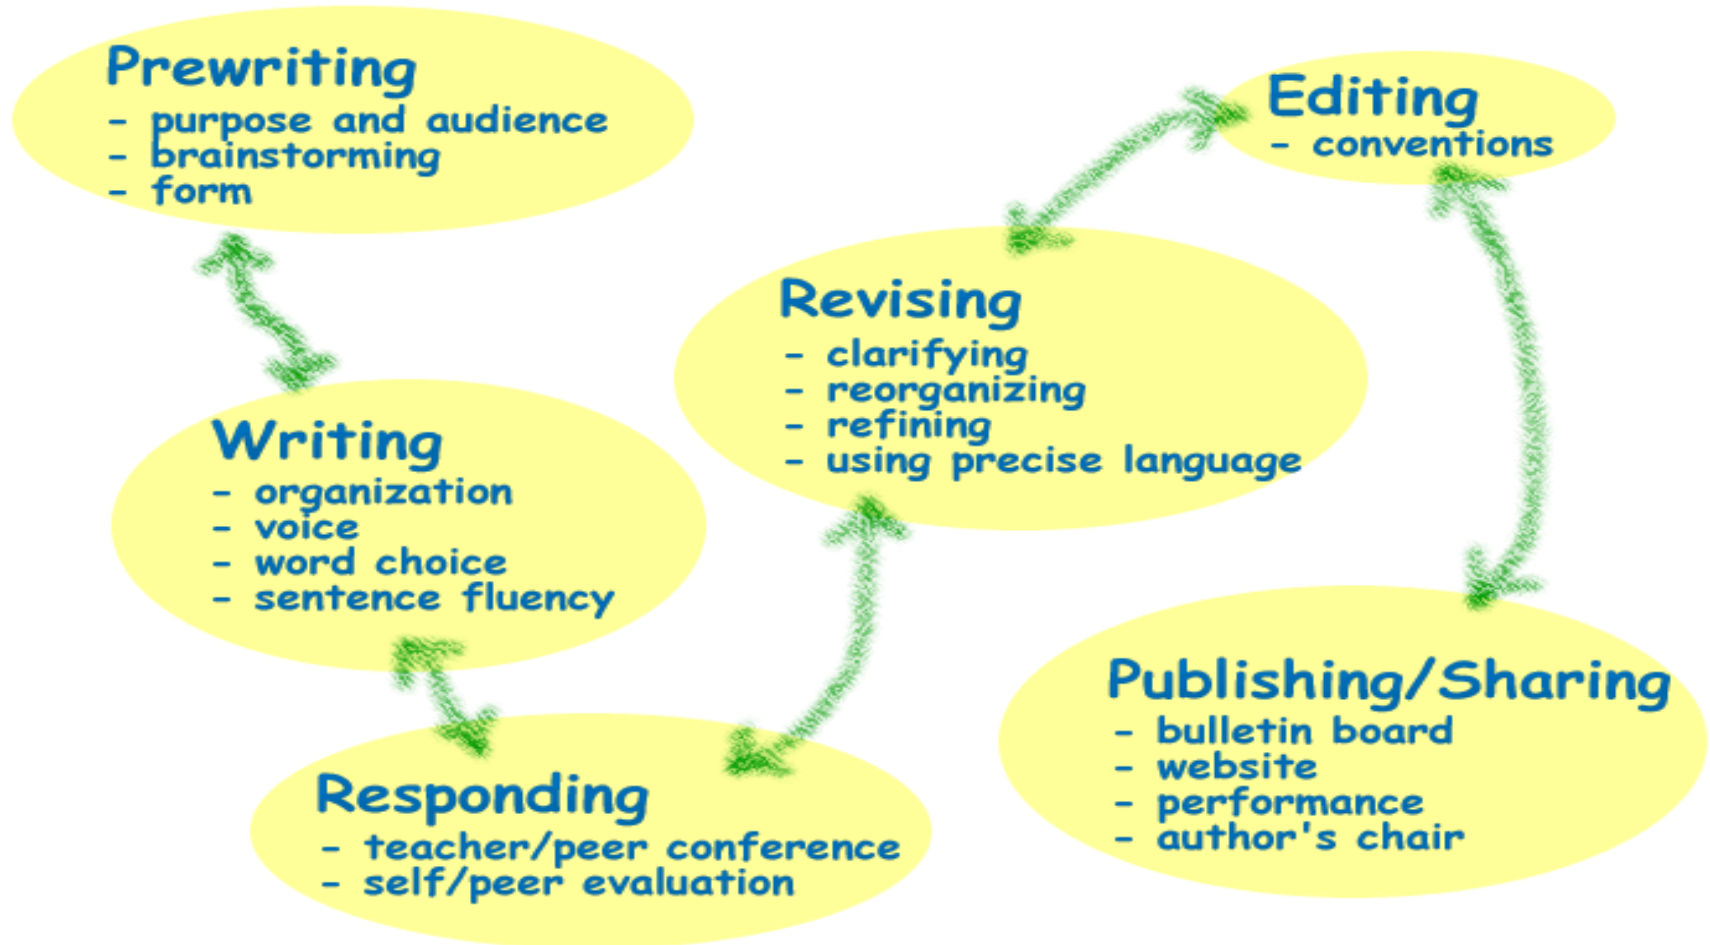 Prewriting
- purpose and audience
- brainstorming
- form
Writing
- organization
- voice
- word choice
- sentence fluency
Responding
- teacher/peer conference
- self/peer evaluation
Revising
- clarifying
- reorganizing
- refining
- using precise language
Editing
- conventions
Publishing/Sharing
- bulletin board
- website
- performance
- author's chair